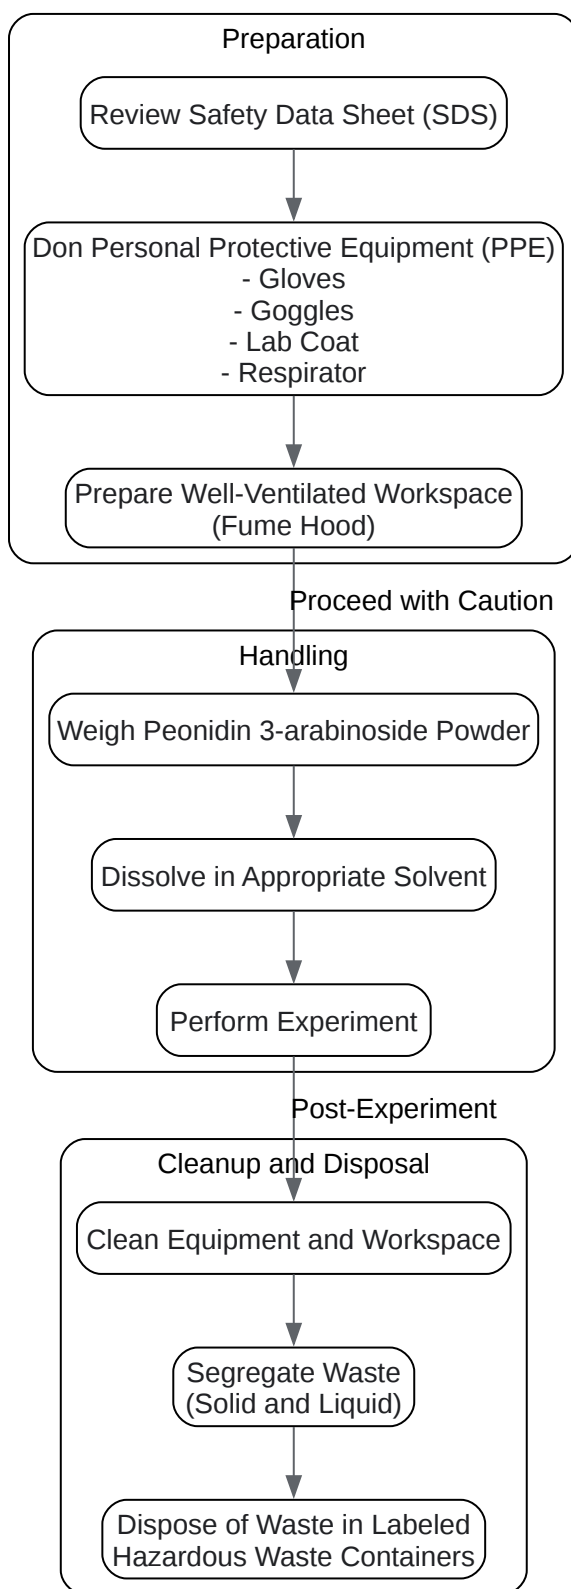 Preparation
Review Safety Data Sheet (SDS)
Don Personal Protective Equipment (PPE)
- Gloves
- Goggles
- Lab Coat
- Respirator
Prepare Well-Ventilated Workspace
(Fume Hood)
Proceed with Caution
Handling
Weigh Peonidin 3-arabinoside Powder
Dissolve in Appropriate Solvent
Perform Experiment
Post-Experiment
Cleanup and Disposal
Clean Equipment and Workspace
Segregate Waste
(Solid and Liquid)
Dispose of Waste in Labeled
Hazardous Waste Containers